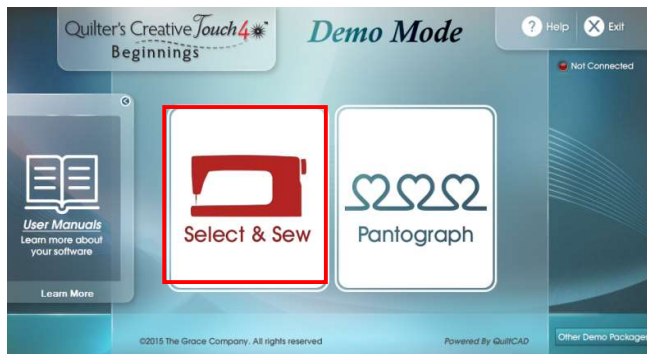 Quilter's Creative Touch 4™
Beginnings
Demo Mode
? Help
X Exit
Not Connected
User Manuals
Learn more about
your software
Learn More
Select & Sew
Pantograph
©2015 The Grace Company. All rights reserved
Powered By QuiltCAD
Other Demo Packages